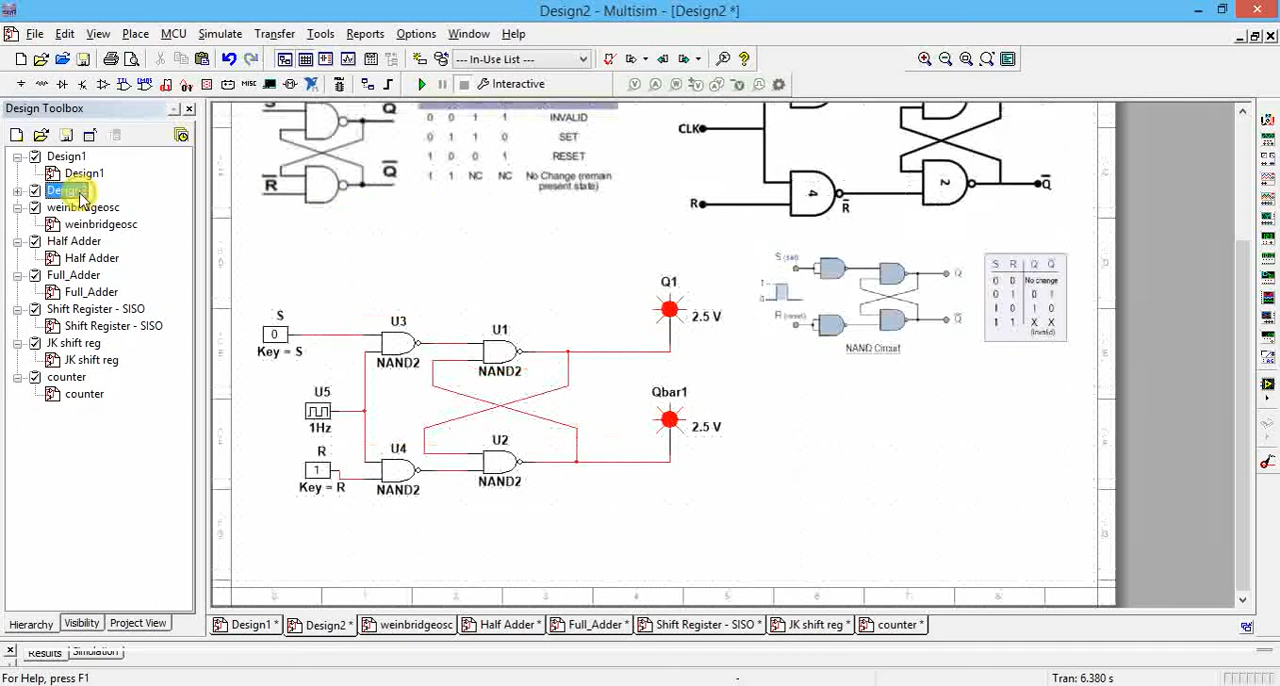 Design2 - Multisim - [Design2 *]
File Edit View Place MCU Simulate Transfer Tools Reports Options Window Help
--- In-Use List ---
MISC Interactive
Design Toolbox
Design1
Design1
weinbridgeosc
weinbridgeosc
Half Adder
Half Adder
Full_Adder
Full_Adder
Shift Register - SISO
Shift Register - SISO
JK shift reg
JK shift reg
counter
counter
Hierarchy Visibility Project View
Q
Q
R
0 0 1 1 INVALID
0 1 1 0 SET
1 0 0 1 RESET
1 1 NC NC No Change (remain
present state)
CLK
R
4
R
2
Q
S
0
Key = S
U3
NAND2
U1
NAND2
Q1
2.5 V
U5
1Hz
R
1
Key = R
U4
NAND2
U2
NAND2
Qbar1
2.5 V
S (set)
Q
R (reset)
Q
NAND Circuit
S R Q Q
0 0 No change
0 1 0 1
1 0 1 0
1 1 X X
(invalid)
Design1 * Design2 * weinbridgeosc Half Adder * Full_Adder * Shift Register - SISO * JK shift reg * counter *
Results Simulation
For Help, press F1
-
Tran: 6.380 s